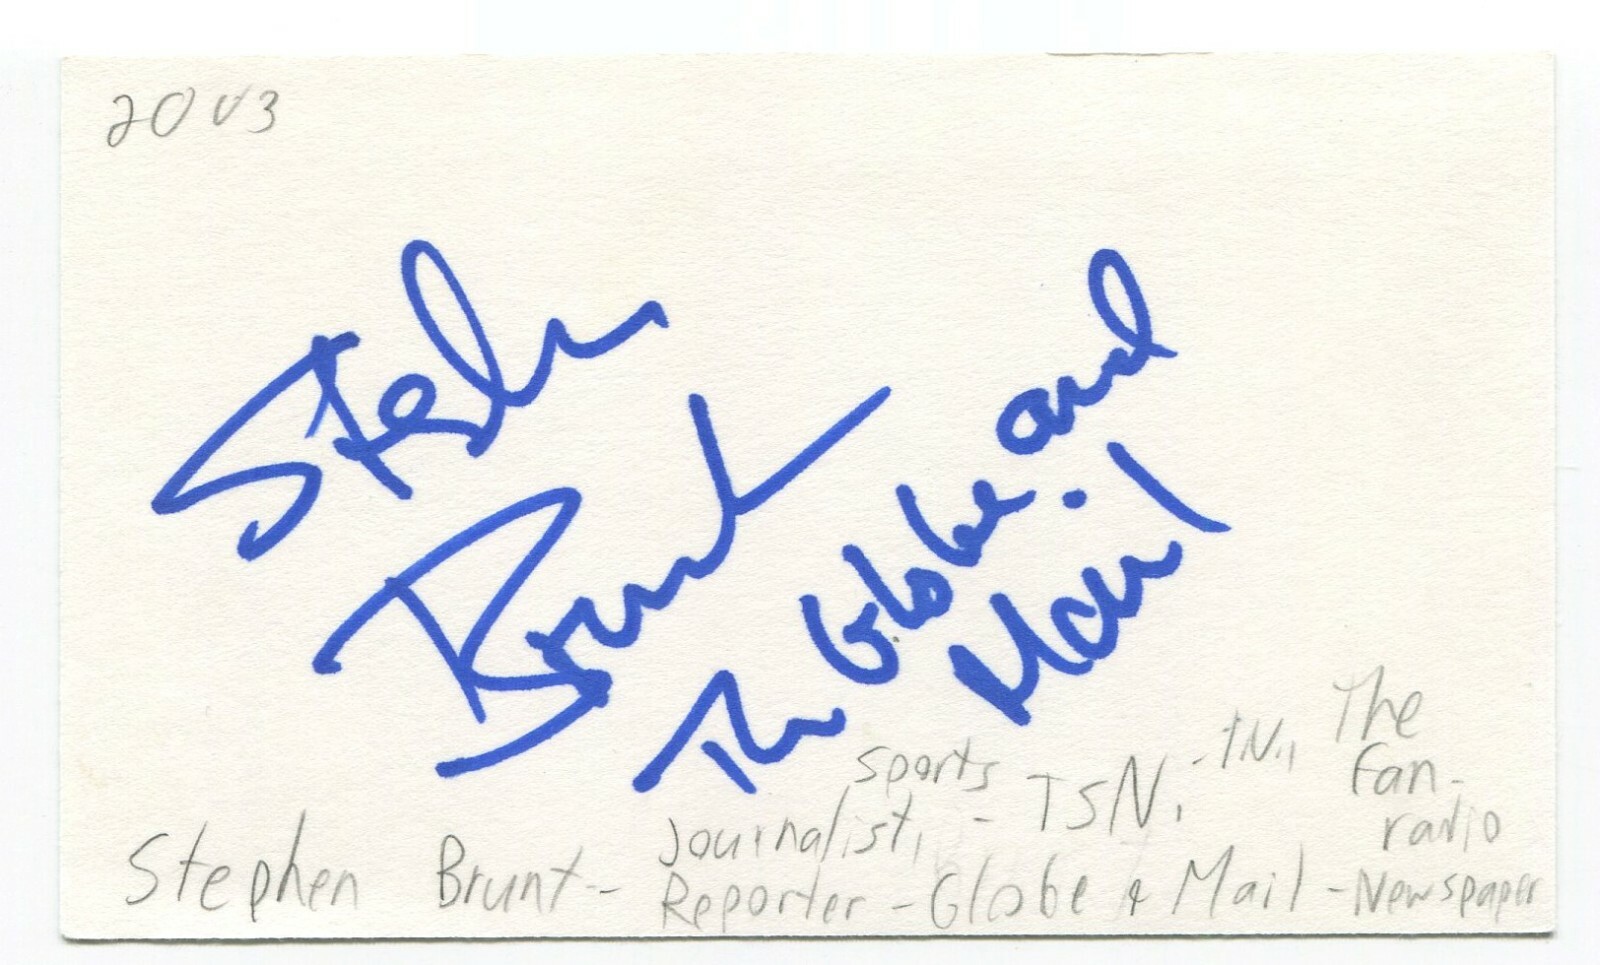 2003
Stephen
Brunt
The Globe and
Mail
sports
Journalist, - TSN, - T.V., The Fan - radio
Stephen Brunt - Reporter - Globe & Mail - Newspaper